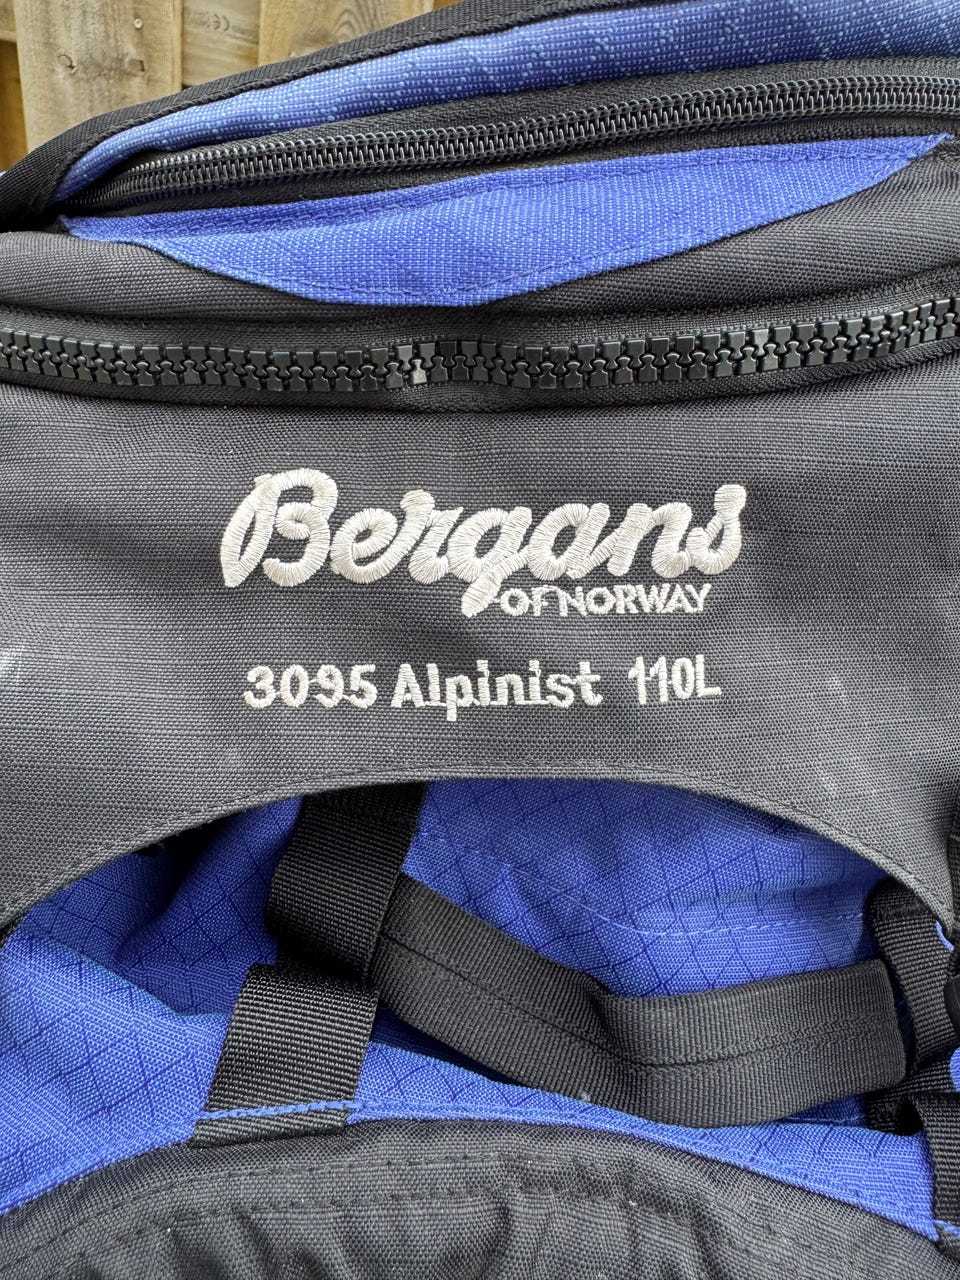 Bergans
OF NORWAY
3095 Alpinist 110L